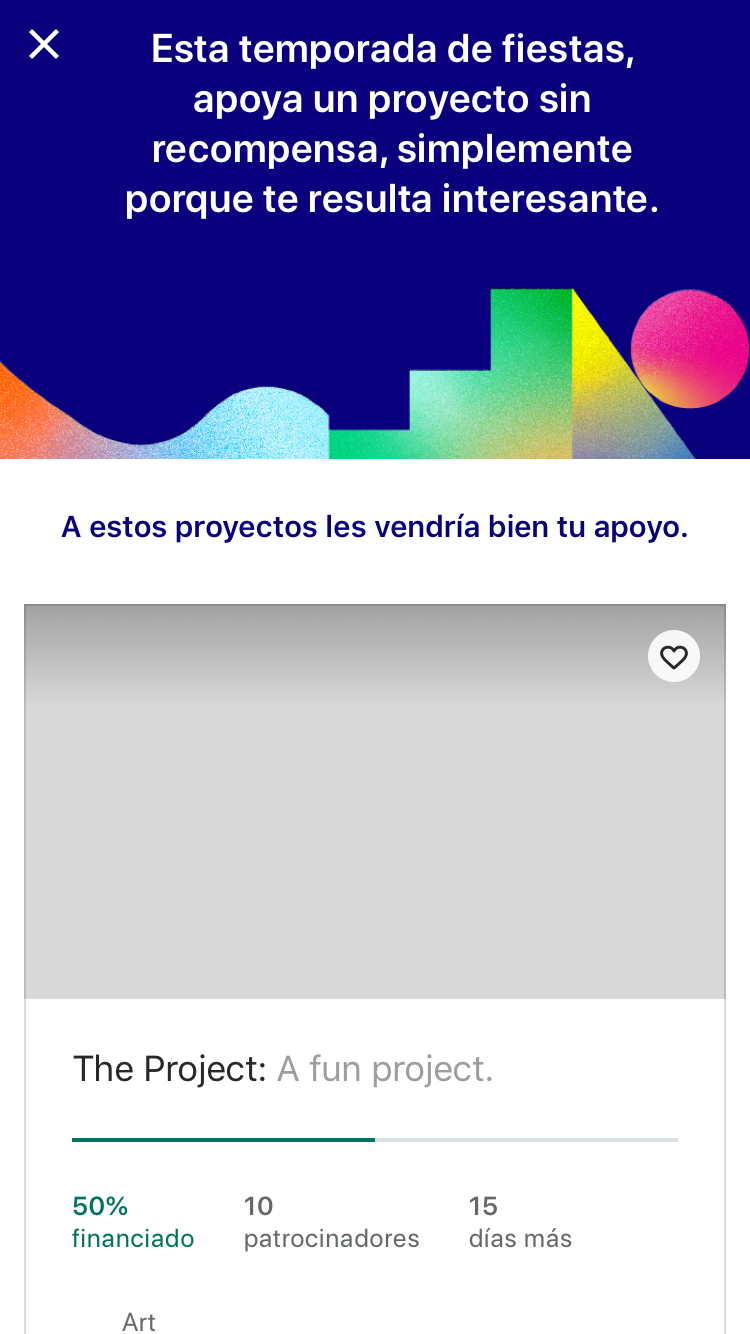 Esta temporada de fiestas,
apoya un proyecto sin
recompensa, simplemente
porque te resulta interesante.
A estos proyectos les vendría bien tu apoyo.
The Project: A fun project.
50%
financiado
10
patrocinadores
15
días más
Art